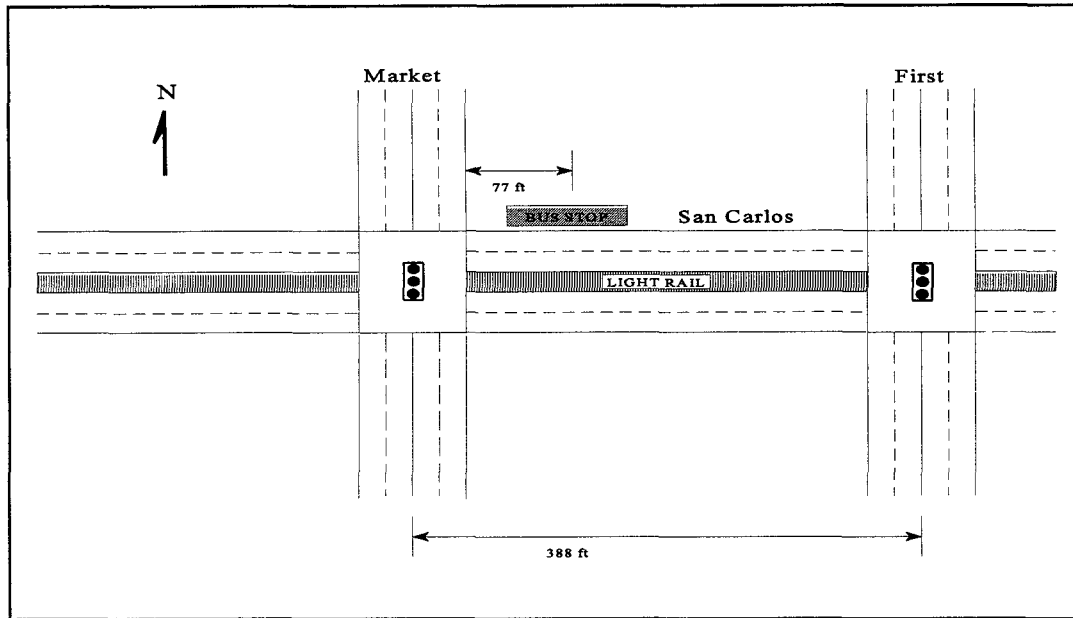 Market
First
N
77 ft
BUS STOP
San Carlos
LIGHT RAIL
388 ft